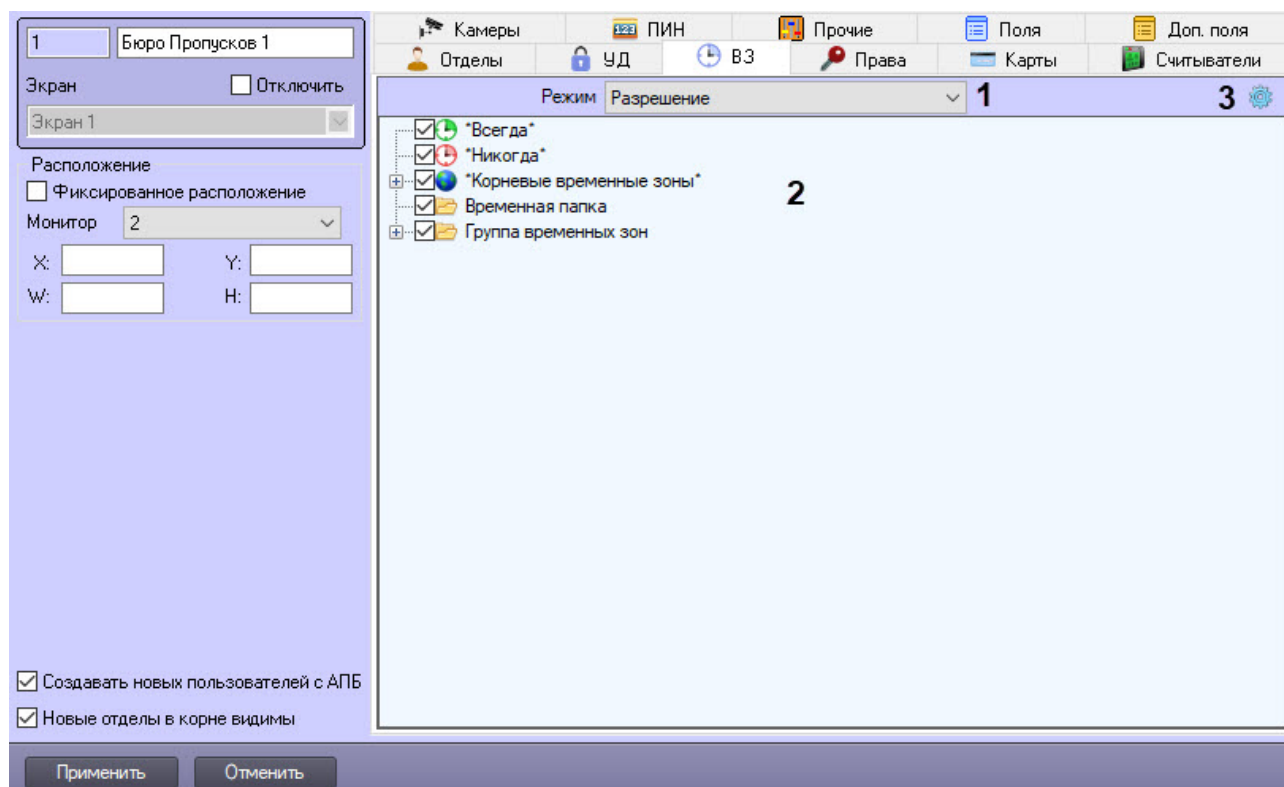 1 Бюро Пропусков 1
Экран Отключить
Экран 1
Расположение
Фиксированное расположение
Монитор 2
X: Y:
W: H:
Создавать новых пользователей с АПБ
Новые отделы в корне видимы
Камеры 123 ПИН Прочие Поля Доп. поля
Отделы УД ВЗ Права Карты Считыватели
Режим Разрешение 1 3
*Всегда*
*Никогда*
*Корневые временные зоны* 2
Временная папка
Группа временных зон
Применить Отменить